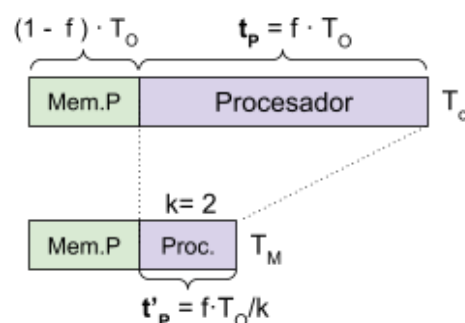 (1 - f) · T_O t_P = f · T_O
Mem.P Procesador T_O
k= 2
Mem.P Proc. T_M
t'_P = f·T_O/k